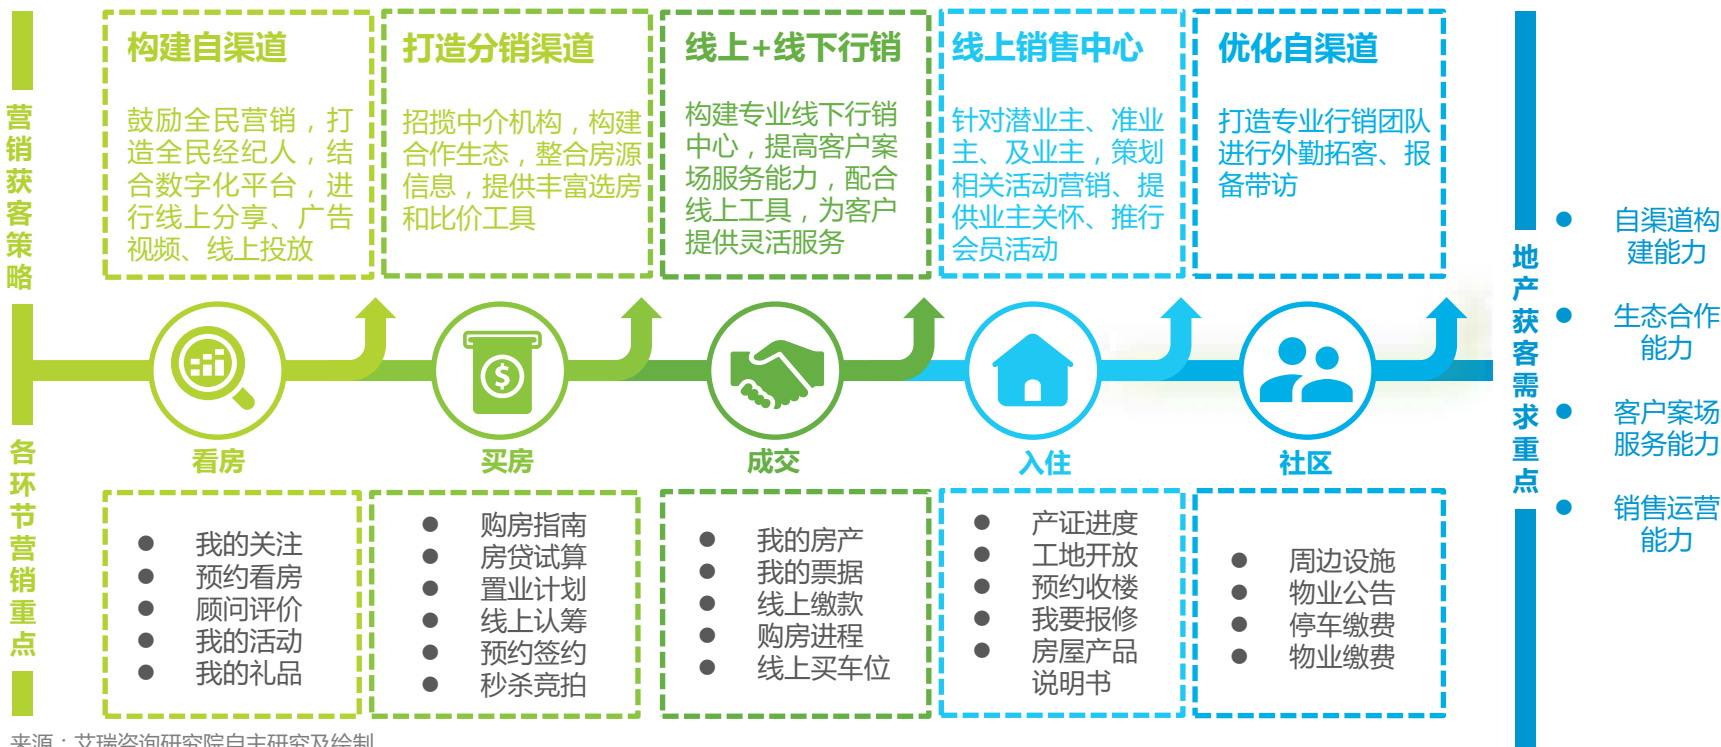 营销获客策略
构建自渠道
鼓励全民营销，打
造全民经纪人，结
合数字化平台，进
行线上分享、广告
视频、线上投放
打造分销渠道
招揽中介机构，构建
合作生态，整合房源
信息，提供丰富选房
和比价工具
线上+线下行销
构建专业线下行销
中心，提高客户案
场服务能力，配合
线上工具，为客户
提供灵活服务
线上销售中心
针对潜业主、准业
主、及业主，策划
相关活动营销、提
供业主关怀、推行
会员活动
优化自渠道
打造专业行销团队
进行外勤拓客、报
备带访
看房
买房
成交
入住
社区
各环节营销重点
我的关注
预约看房
顾问评价
我的活动
我的礼品
购房指南
房贷试算
置业计划
线上认筹
预约签约
秒杀竞拍
我的房产
我的票据
线上缴款
购房进程
线上买车位
产证进度
工地开放
预约收楼
我要报修
房屋产品
说明书
周边设施
物业公告
停车缴费
物业缴费
地产获客需求重点
自渠道构
建能力
生态合作
能力
客户案场
服务能力
销售运营
能力
来源：艾瑞咨询研究院自主研究及绘制